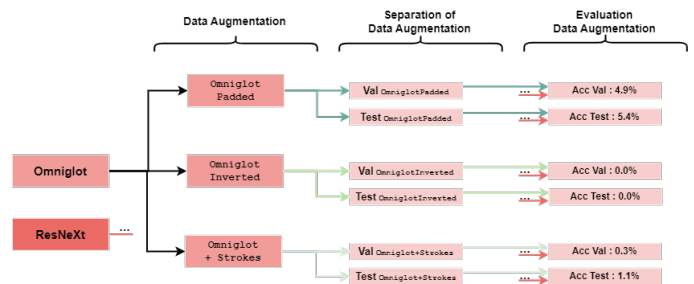 Data Augmentation
Separation of
Data Augmentation
Evaluation
Data Augmentation
Omniglot
Padded
Val OmniglotPadded
...
Acc Val : 4.9%
Test OmniglotPadded
...
Acc Test : 5.4%
Omniglot
Omniglot
Inverted
Val OmniglotInverted
...
Acc Val : 0.0%
Test OmniglotInverted
...
Acc Test : 0.0%
ResNeXt
...
Omniglot
+ Strokes
Val Omniglot+Strokes
...
Acc Val : 0.3%
Test Omniglot+Strokes
...
Acc Test : 1.1%